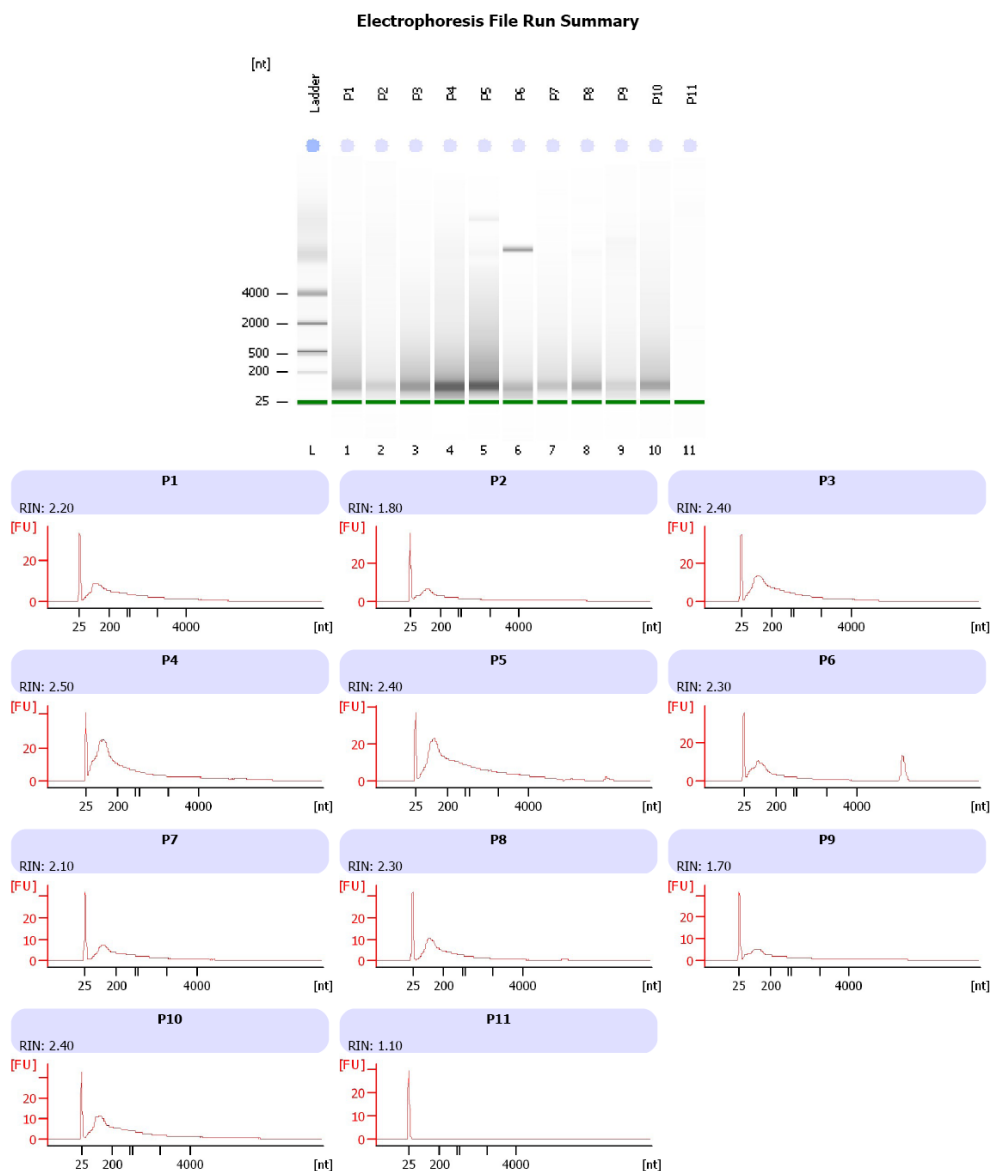 Electrophoresis File Run Summary
[nt]
Ladder P1 P2 P3 P4 P5 P6 P7 P8 P9 P10 P11
4000
2000
500
200
25
L 1 2 3 4 5 6 7 8 9 10 11
P1 P2 P3
RIN: 2.20 RIN: 1.80 RIN: 2.40
[FU] [FU] [FU]
20 20 20
0 0 0
25 200 4000 [nt] 25 200 4000 [nt] 25 200 4000 [nt]
P4 P5 P6
RIN: 2.50 RIN: 2.40 RIN: 2.30
[FU] [FU] [FU]
20 20 20
0 0 0
25 200 4000 [nt] 25 200 4000 [nt] 25 200 4000 [nt]
P7 P8 P9
RIN: 2.10 RIN: 2.30 RIN: 1.70
[FU] [FU] [FU]
20 20 20
10 10 10
0 0 0
25 200 4000 [nt] 25 200 4000 [nt] 25 200 4000 [nt]
P10 P11
RIN: 2.40 RIN: 1.10
[FU] [FU]
20 20
10 10
0 0
25 200 4000 [nt] 25 200 4000 [nt]